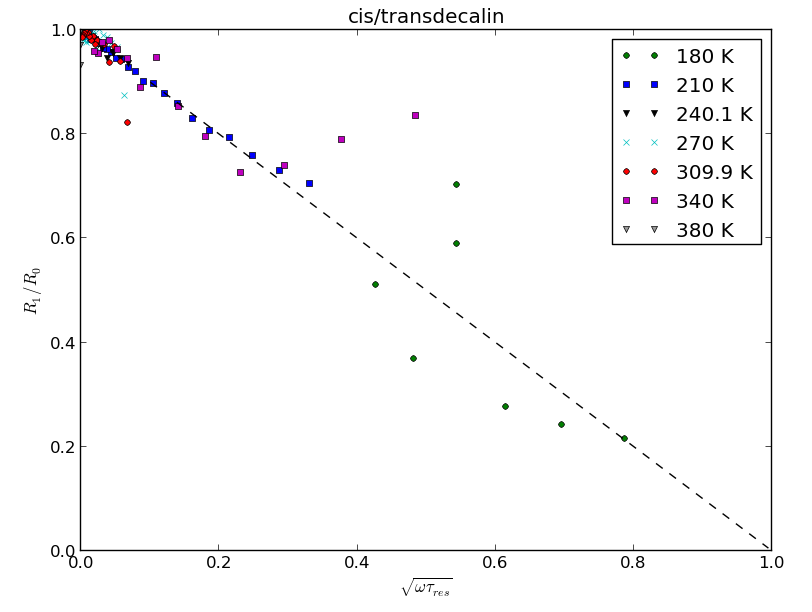 cis/transdecalin
1.0
0.8
0.6
0.4
0.2
0.0
R₁/R₀
180 K
210 K
240.1 K
270 K
309.9 K
340 K
380 K
0.0 0.2 0.4 0.6 0.8 1.0
√ωτ_res